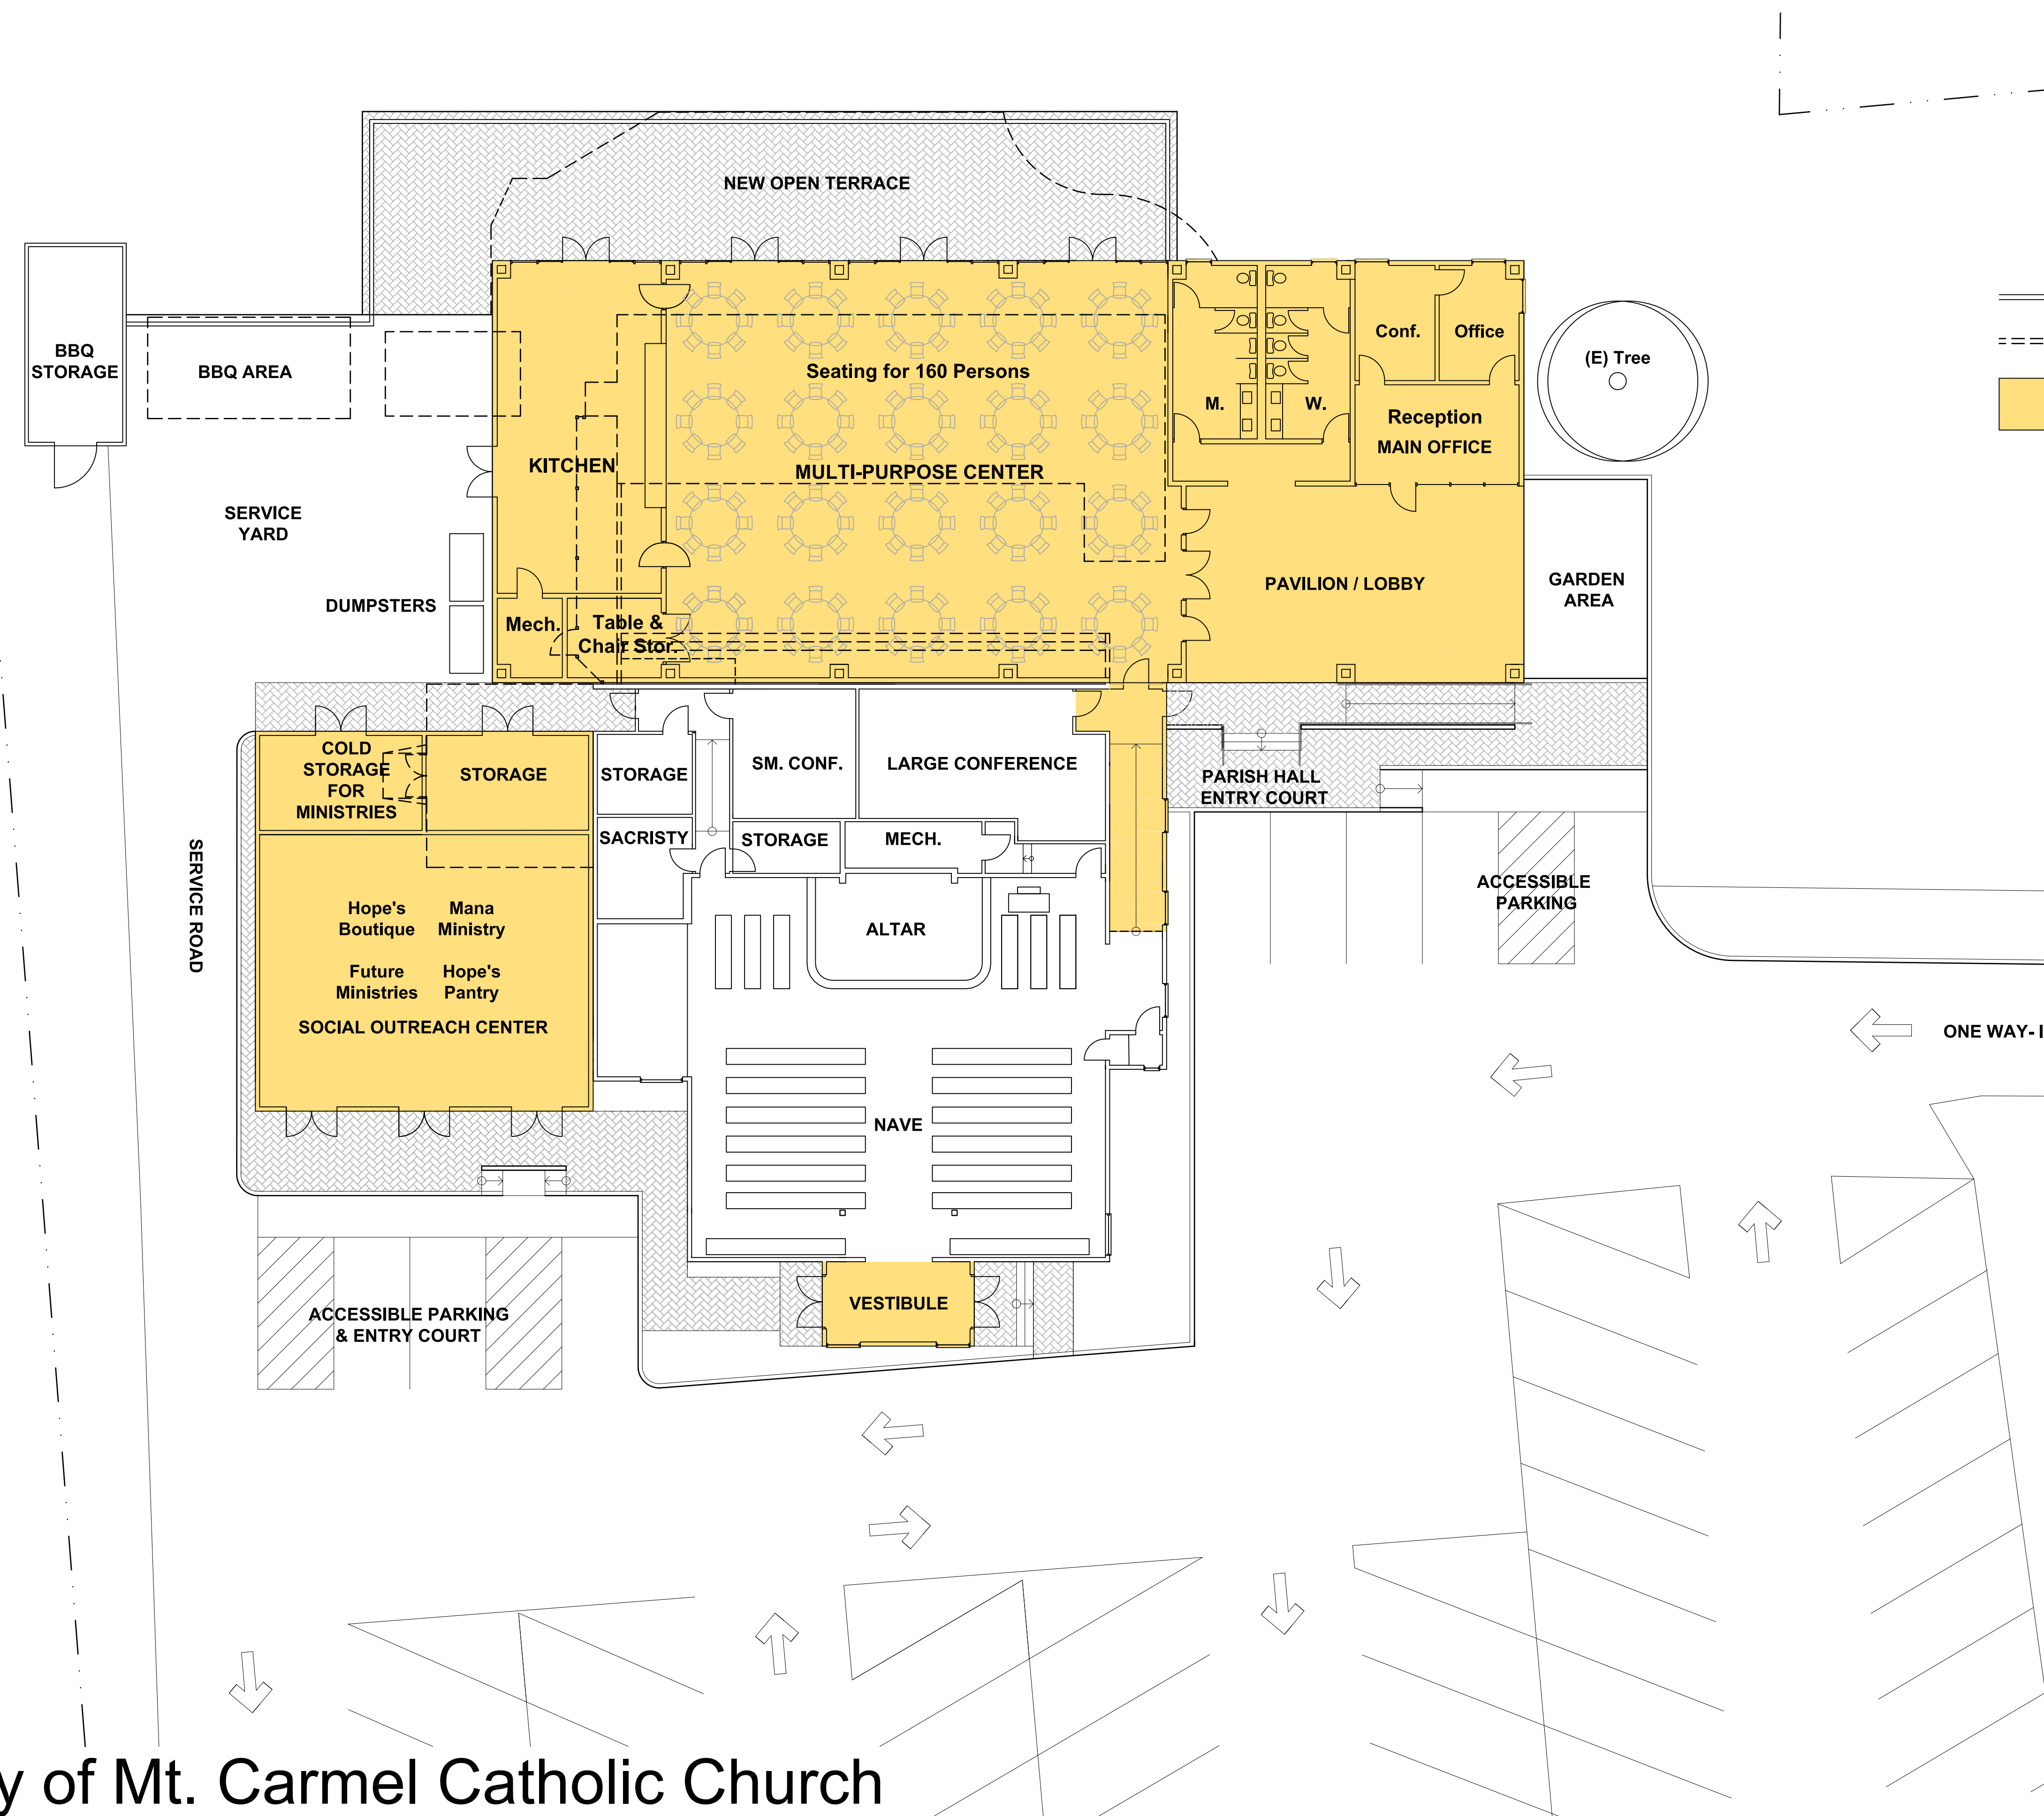 NEW OPEN TERRACE
BBQ
STORAGE
BBQ AREA
Seating for 160 Persons
Conf.
Office
(E) Tree
M.
W.
Reception
MAIN OFFICE
KITCHEN
MULTI-PURPOSE CENTER
SERVICE
YARD
DUMPSTERS
Mech.
Table &
Chair Stor.
PAVILION / LOBBY
GARDEN
AREA
COLD
STORAGE
FOR
MINISTRIES
STORAGE
STORAGE
SM. CONF.
LARGE CONFERENCE
PARISH HALL
ENTRY COURT
SACRISTY
STORAGE
MECH.
SERVICE ROAD
ACCESSIBLE
PARKING
Hope's
Boutique
Mana
Ministry
Future
Ministries
Hope's
Pantry
SOCIAL OUTREACH CENTER
ALTAR
ONE WAY-
NAVE
VESTIBULE
ACCESSIBLE PARKING
& ENTRY COURT
y of Mt. Carmel Catholic Church